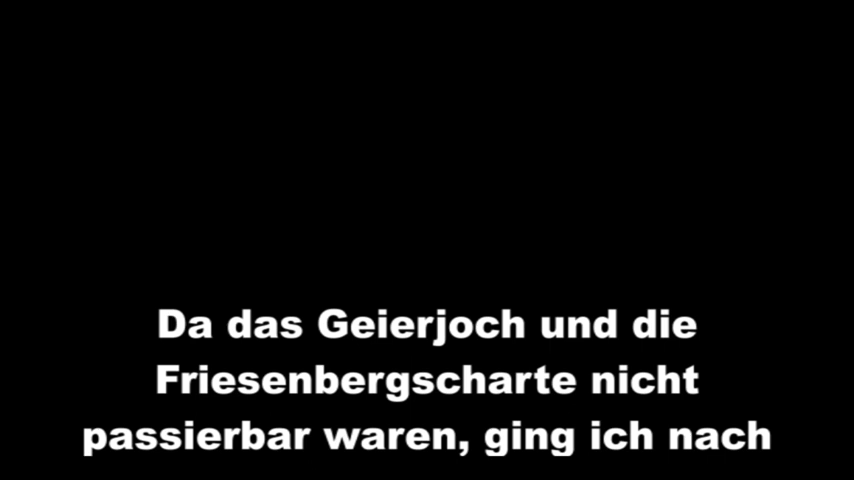 Da das Geierjoch und die
Friesenbergscharte nicht
passierbar waren, ging ich nach